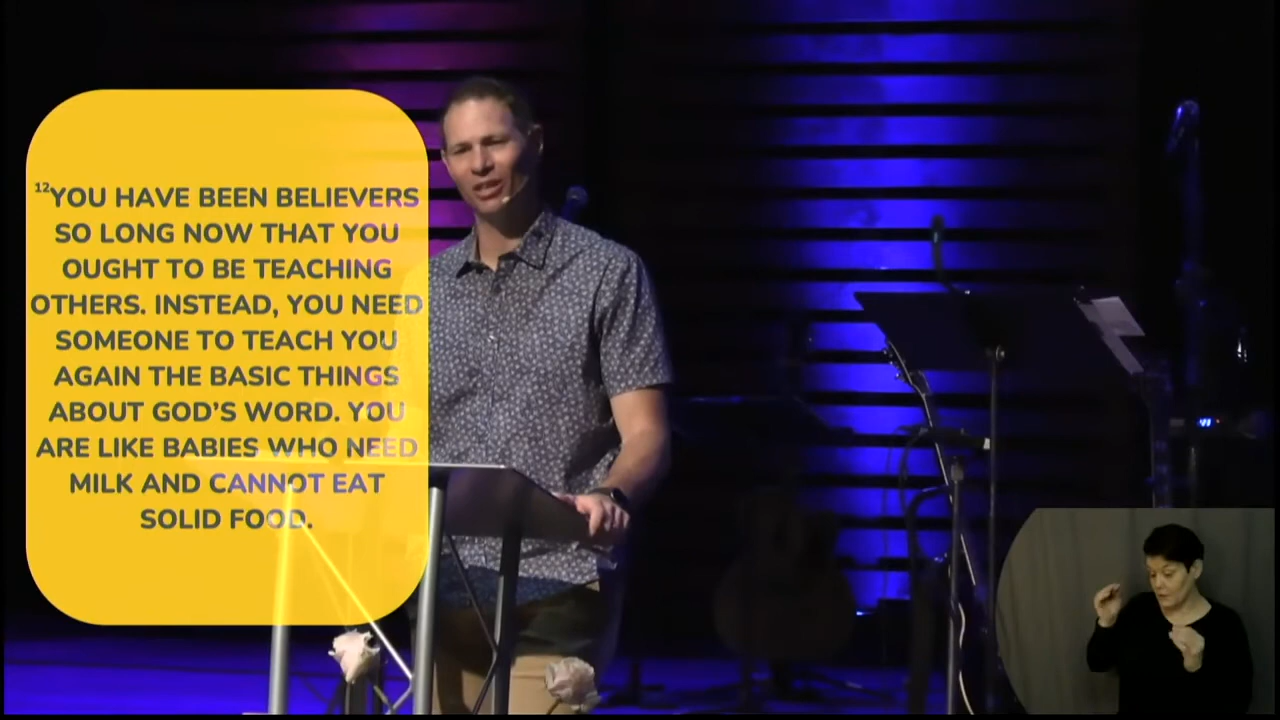 ¹²YOU HAVE BEEN BELIEVERS
SO LONG NOW THAT YOU
OUGHT TO BE TEACHING
OTHERS. INSTEAD, YOU NEED
SOMEONE TO TEACH YOU
AGAIN THE BASIC THINGS
ABOUT GOD'S WORD. YOU
ARE LIKE BABIES WHO NEED
MILK AND CANNOT EAT
SOLID FOOD.